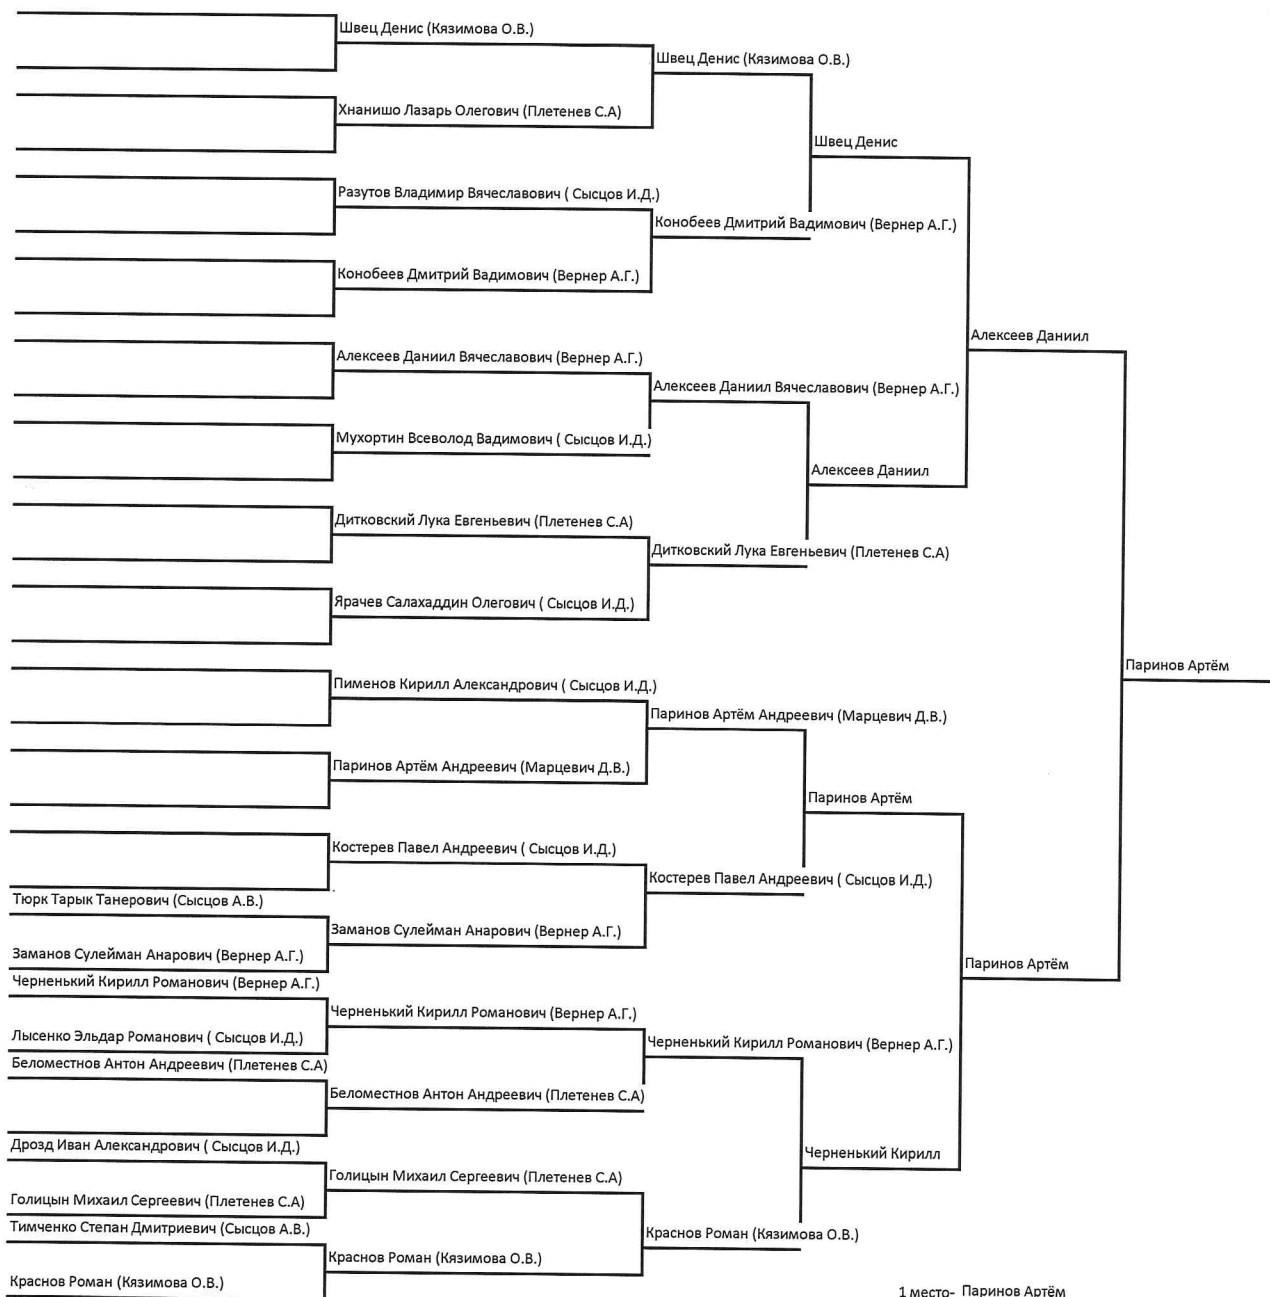 Швец Денис (Кязимова О.В.)
Швец Денис (Кязимова О.В.)
Хнанишо Лазарь Олегович (Плетенев С.А)
Швец Денис
Разутов Владимир Вячеславович ( Сысцов И.Д.)
Конобеев Дмитрий Вадимович (Вернер А.Г.)
Конобеев Дмитрий Вадимович (Вернер А.Г.)
Алексеев Даниил
Алексеев Даниил Вячеславович (Вернер А.Г.)
Алексеев Даниил Вячеславович (Вернер А.Г.)
Мухортин Всеволод Вадимович ( Сысцов И.Д.)
Алексеев Даниил
Дитковский Лука Евгеньевич (Плетенев С.А)
Дитковский Лука Евгеньевич (Плетенев С.А)
Ярачев Салахаддин Олегович ( Сысцов И.Д.)
Паринов Артём
Пименов Кирилл Александрович ( Сысцов И.Д.)
Паринов Артём Андреевич (Марцевич Д.В.)
Паринов Артём Андреевич (Марцевич Д.В.)
Паринов Артём
Костерев Павел Андреевич ( Сысцов И.Д.)
Костерев Павел Андреевич ( Сысцов И.Д.)
Тюрк Тарык Танерович (Сысцов А.В.)
Заманов Сулейман Анарович (Вернер А.Г.)
Заманов Сулейман Анарович (Вернер А.Г.)
Паринов Артём
Черненький Кирилл Романович (Вернер А.Г.)
Черненький Кирилл Романович (Вернер А.Г.)
Лысенко Эльдар Романович ( Сысцов И.Д.)
Черненький Кирилл Романович (Вернер А.Г.)
Беломестнов Антон Андреевич (Плетенев С.А)
Беломестнов Антон Андреевич (Плетенев С.А)
Дрозд Иван Александрович ( Сысцов И.Д.)
Черненький Кирилл
Голицын Михаил Сергеевич (Плетенев С.А)
Голицын Михаил Сергеевич (Плетенев С.А)
Тимченко Степан Дмитриевич (Сысцов А.В.)
Краснов Роман (Кязимова О.В.)
Краснов Роман (Кязимова О.В.)
Краснов Роман (Кязимова О.В.)
1 место- Паринов Артём